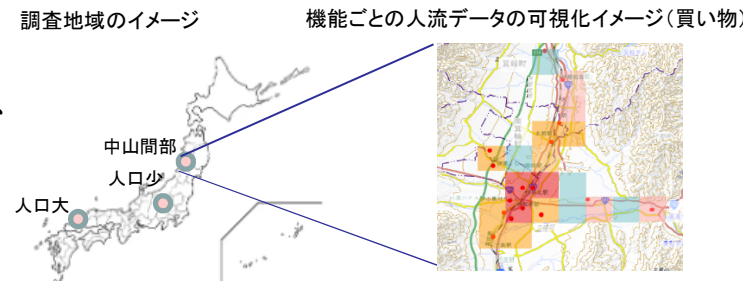 調査地域のイメージ
機能ごとの人流データの可視化イメージ（買い物）
中山間部
人口少
人口大